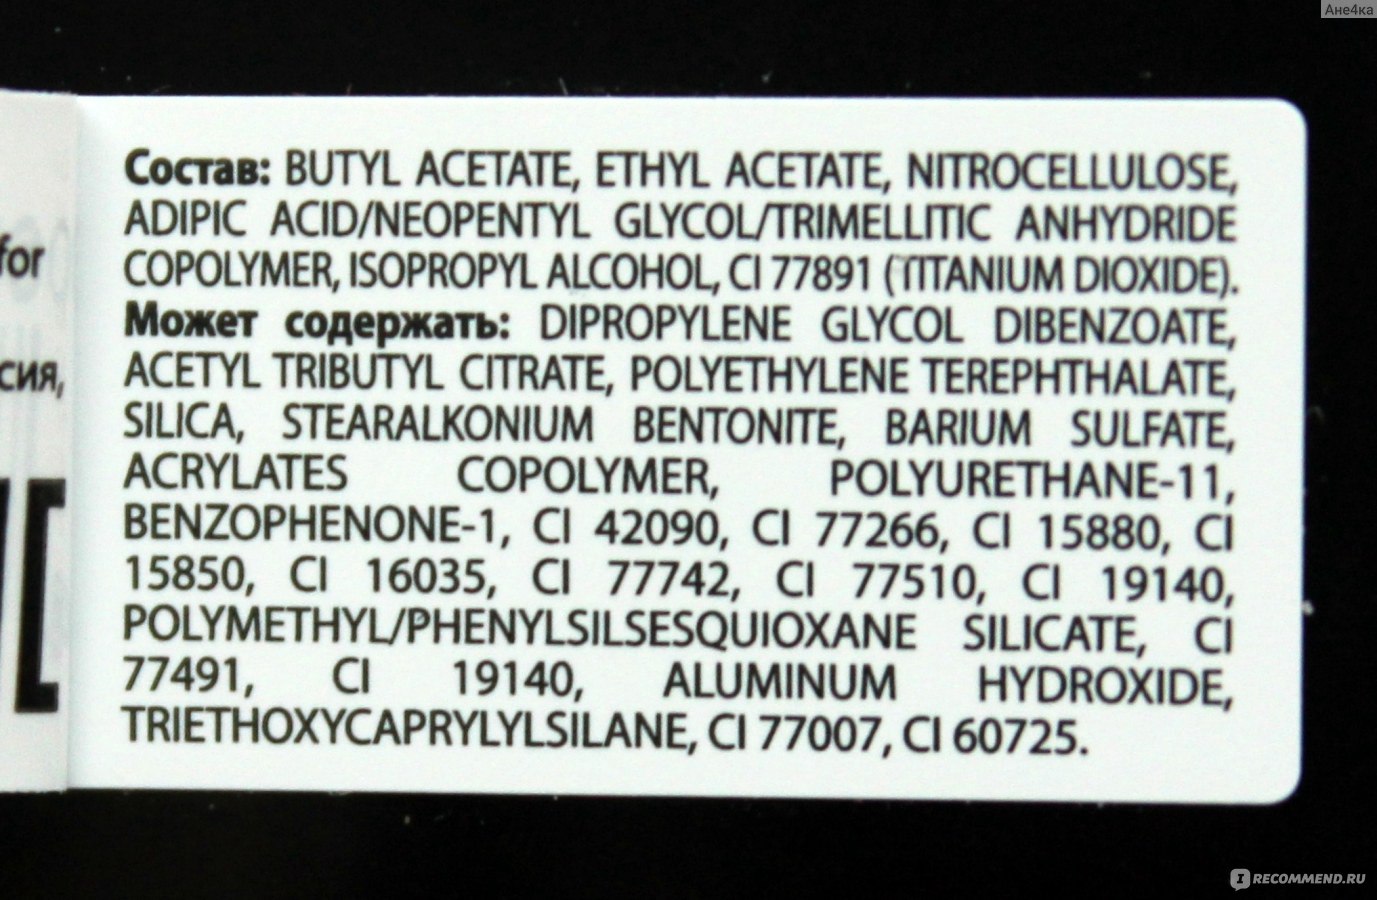 Ане4ка
Состав: BUTYL ACETATE, ETHYL ACETATE, NITROCELLULOSE,
ADIPIC ACID/NEOPENTYL GLYCOL/TRIMELLITIC ANHYDRIDE
COPOLYMER, ISOPROPYL ALCOHOL, CI 77891 (TITANIUM DIOXIDE).
Может содержать: DIPROPYLENE GLYCOL DIBENZOATE,
ACETYL TRIBUTYL CITRATE, POLYETHYLENE TEREPHTHALATE,
SILICA, STEARALKONIUM BENTONITE, BARIUM SULFATE,
ACRYLATES COPOLYMER, POLYURETHANE-11,
BENZOPHENONE-1, CI 42090, CI 77266, CI 15880, CI
15850, CI 16035, CI 77742, CI 77510, CI 19140,
POLYMETHYL/PHENYLSILSESQUIOXANE SILICATE, CI
77491, CI 19140, ALUMINUM HYDROXIDE,
TRIETHOXYCAPRYLYLSILANE, CI 77007, CI 60725.
for
сия,
IRECOMMEND.RU